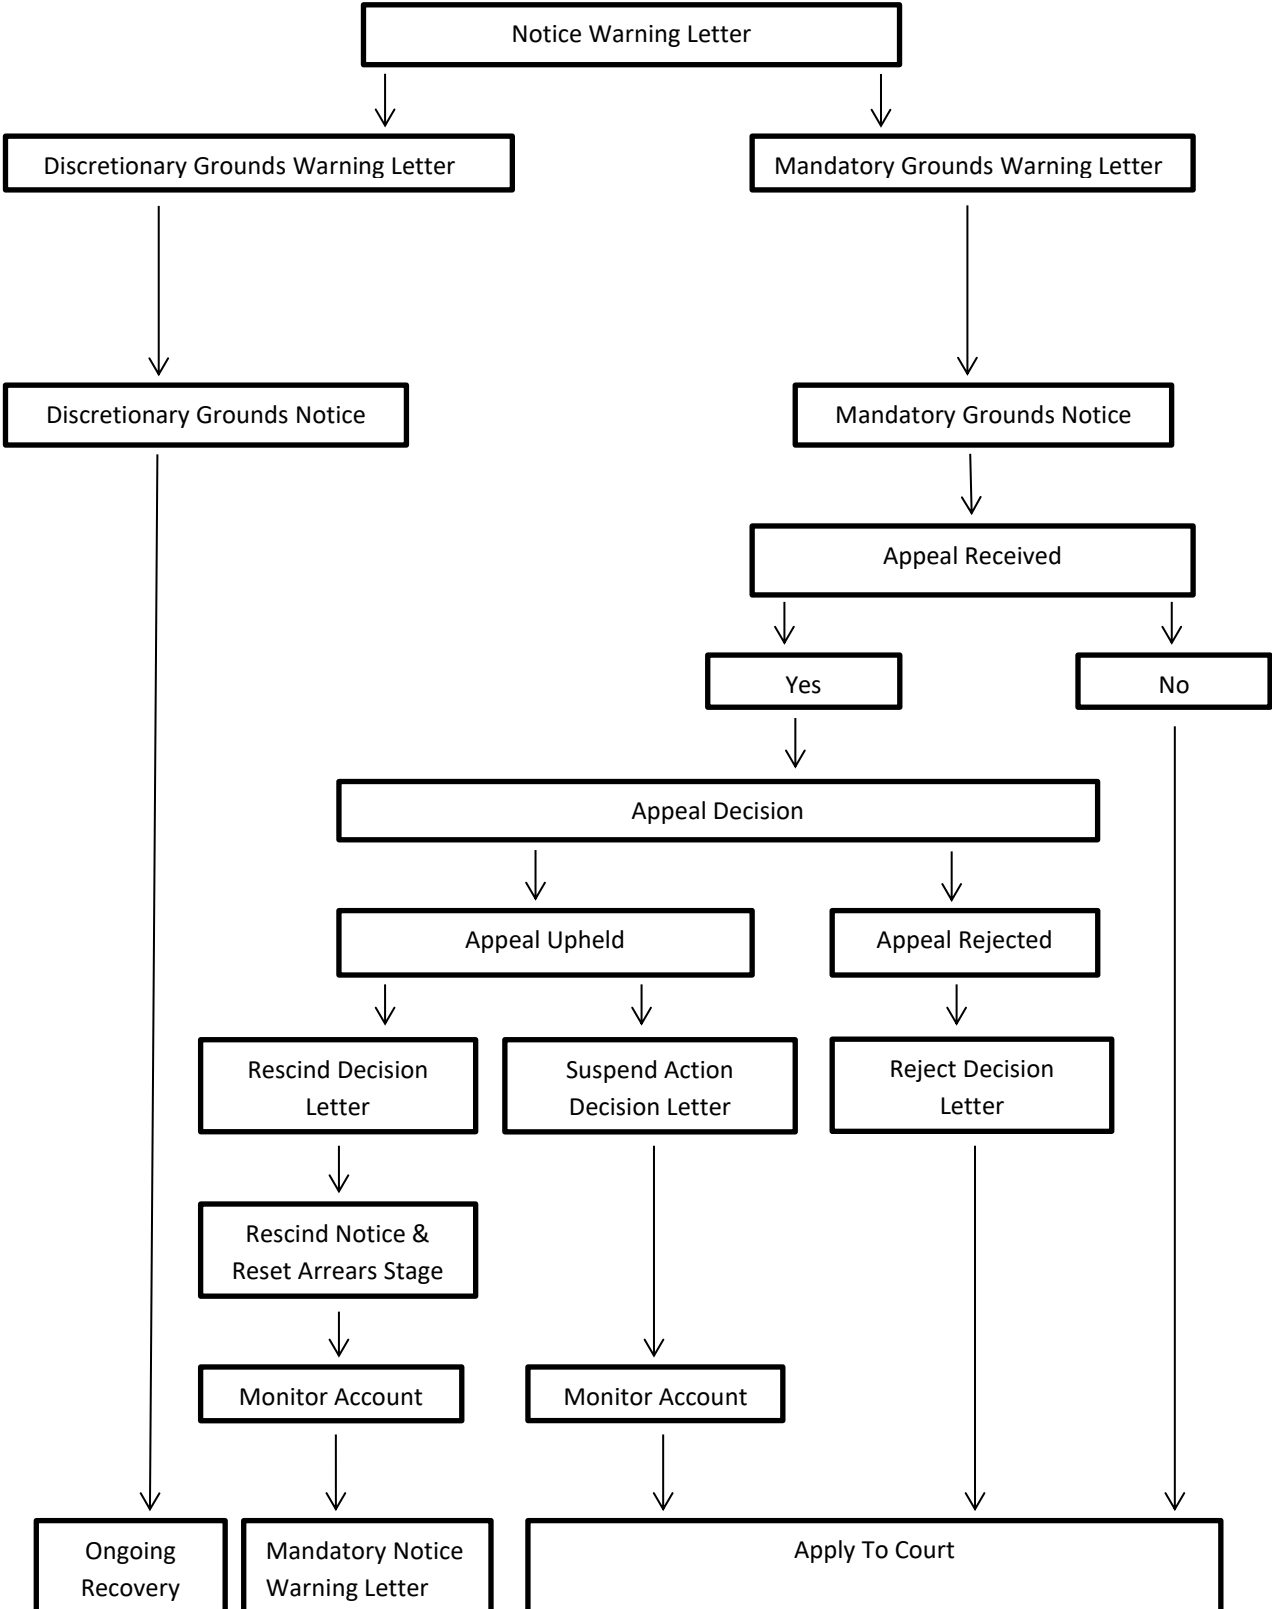 Notice Warning Letter
Discretionary Grounds Warning Letter
Mandatory Grounds Warning Letter
Discretionary Grounds Notice
Mandatory Grounds Notice
Appeal Received
Yes
No
Appeal Decision
Appeal Upheld
Appeal Rejected
Rescind Decision
Letter
Suspend Action
Decision Letter
Reject Decision
Letter
Rescind Notice &
Reset Arrears Stage
Monitor Account
Monitor Account
Ongoing
Recovery
Mandatory Notice
Warning Letter
Apply To Court